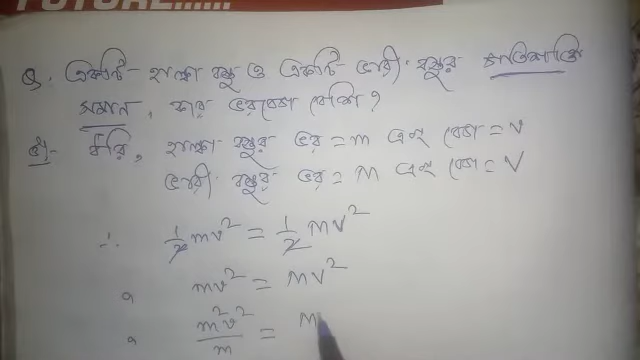 FUTURE......
Q. একটি হাল্কা বস্তু ও একটি ভারী বস্তুর গতিশক্তি
সমান, কার ভরবেগ বেশি?
উঃ- ধরি, হাল্কা বস্তুর ভর = m এবং বেগ = v
ভারী বস্তুর ভর = M এবং বেগ = V
∴ 1/2 mv² = 1/2 MV²
, mv² = MV²
, m²v²/m = M